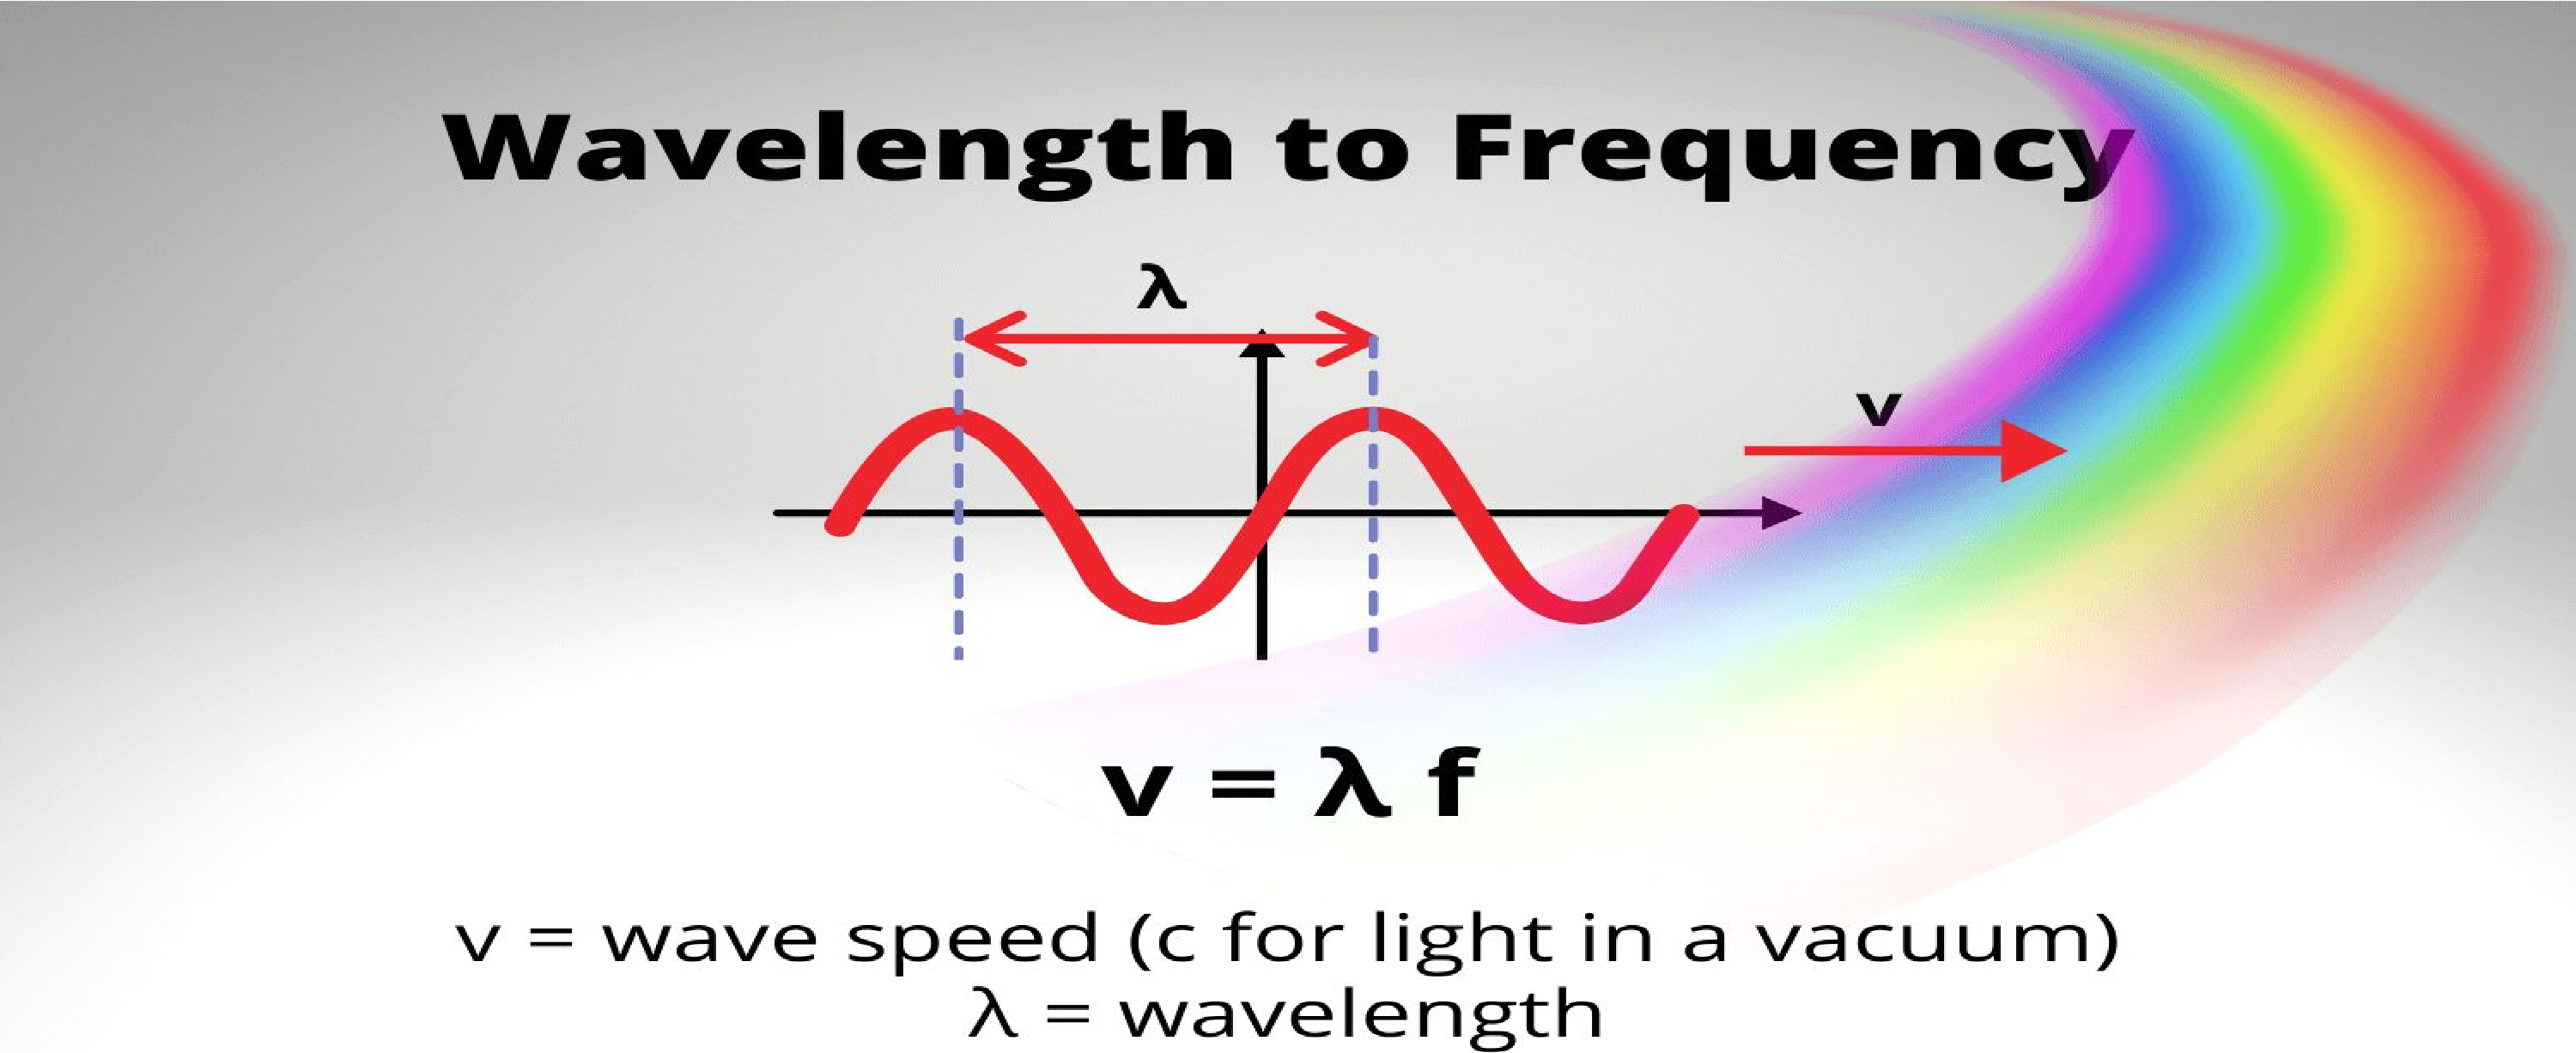 Wavelength to Frequency
λ
v
v = λ f
v = wave speed (c for light in a vacuum)
λ = wavelength